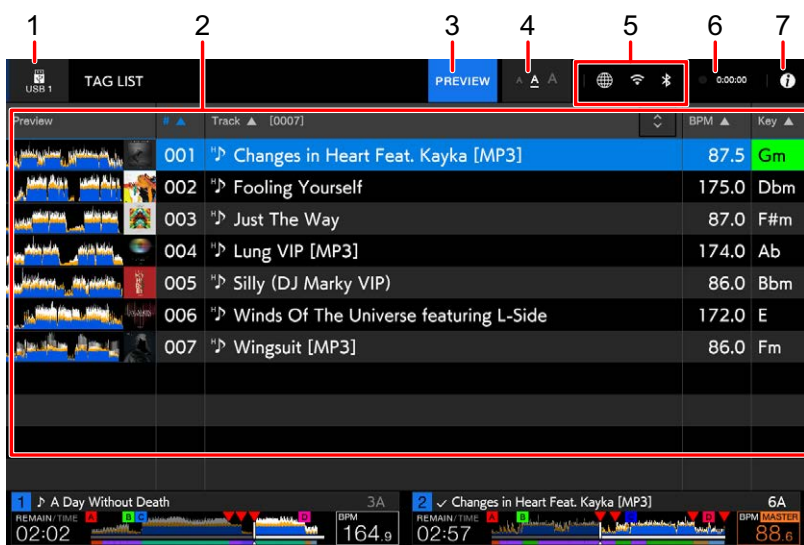 1 2 3 4 5 6 7
USB 1 TAG LIST PREVIEW A A A 0:00:00 i
Preview # ▲ Track ▲ [0007] BPM ▲ Key ▲
001 Changes in Heart Feat. Kayka [MP3] 87.5 Gm
002 Fooling Yourself 175.0 Dbm
003 Just The Way 87.0 F#m
004 Lung VIP [MP3] 174.0 Ab
005 Silly (DJ Marky VIP) 86.0 Bbm
006 Winds Of The Universe featuring L-Side 172.0 E
007 Wingsuit [MP3] 86.0 Fm
1 A Day Without Death 3A 2 ✓ Changes in Heart Feat. Kayka [MP3] 6A
REMAIN/TIME A B C D BPM REMAIN/TIME A B D BPM MASTER
02:02 164.9 02:57 88.6